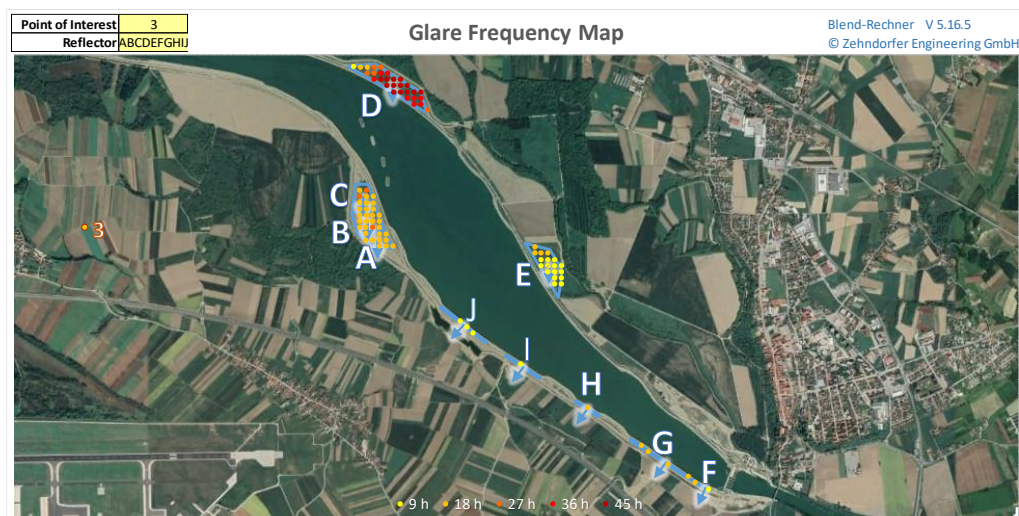 Point of Interest 3
Reflector ABCDEFGHIJ
Glare Frequency Map
Blend-Rechner V 5.16.5
© Zehndorfer Engineering GmbH
D
C
3
B
A
E
J
I
H
G
F
9 h 18 h 27 h 36 h 45 h